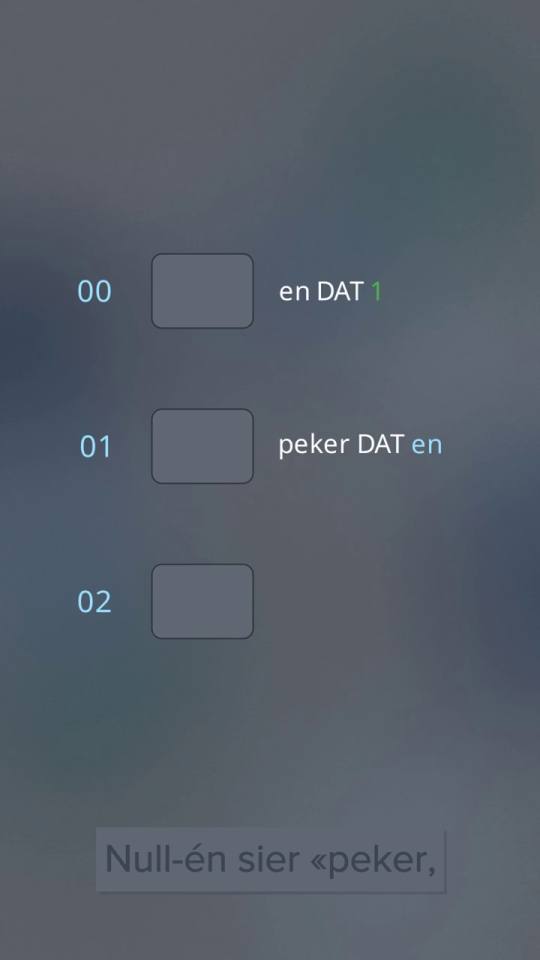 00 en DAT 1
01 peker DAT en
02
Null-én sier «peker,